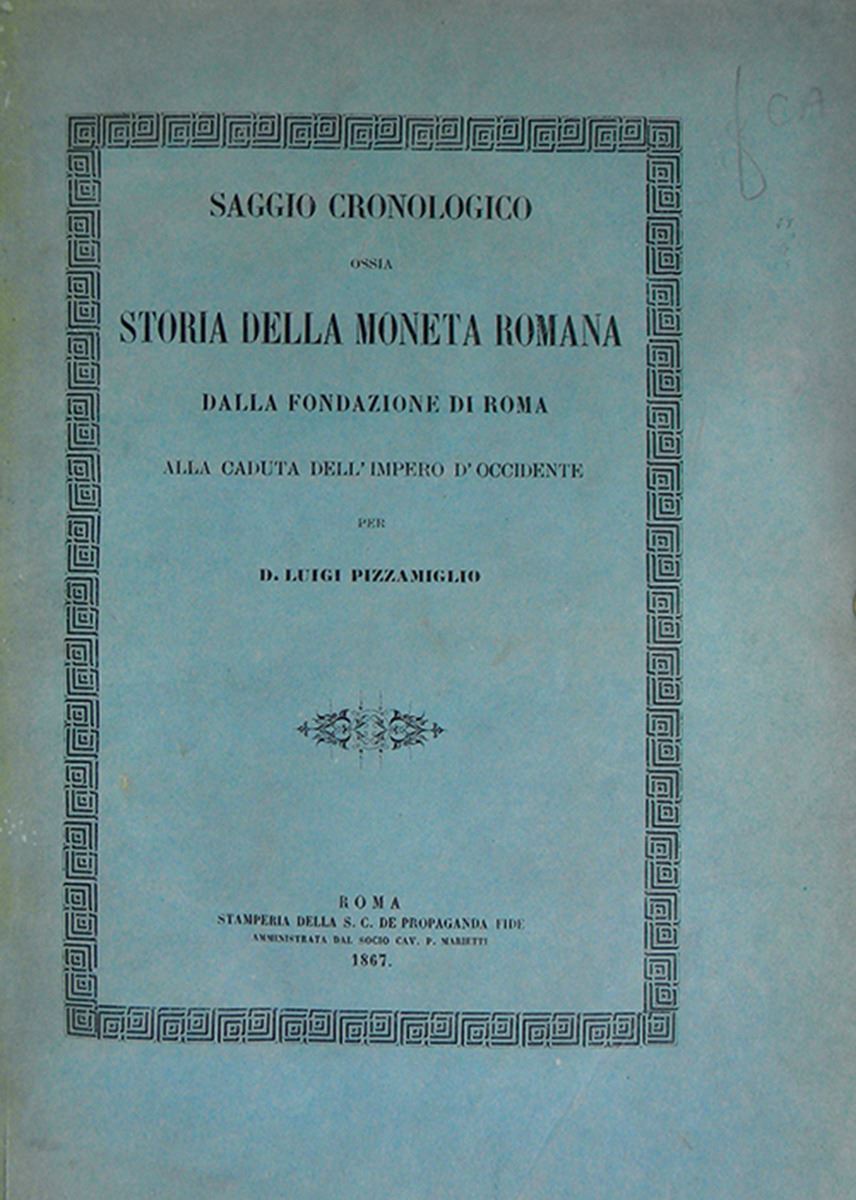 CA
SAGGIO CRONOLOGICO
OSSIA
STORIA DELLA MONETA ROMANA
DALLA FONDAZIONE DI ROMA
ALLA CADUTA DELL'IMPERO D'OCCIDENTE
PER
D. LUIGI PIZZAMIGLIO
ROMA
STAMPERIA DELLA S. C. DE PROPAGANDA FIDE
AMMINISTRATA DAL SOCIO CAV. P. MARIETTI
1867.